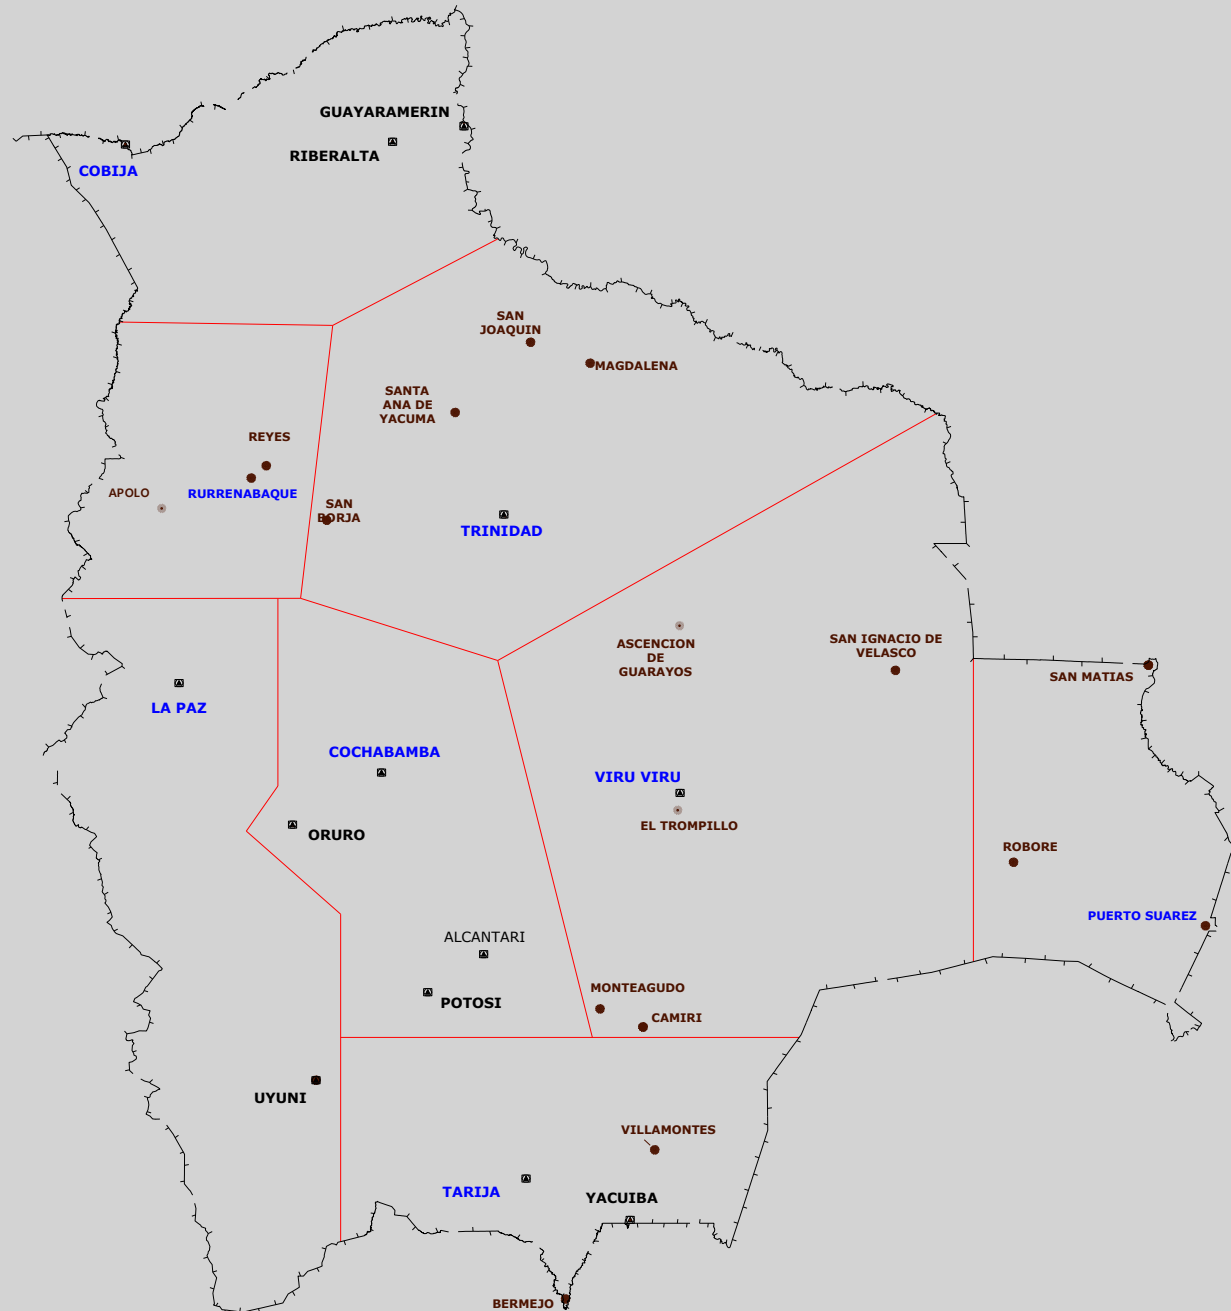 GUAYARAMERIN
RIBERALTA
COBIJA
SAN
JOAQUIN
MAGDALENA
SANTA
ANA DE
YACUMA
REYES
APOLO
RURRENABAQUE
SAN
BORJA
TRINIDAD
ASCENCION
DE
GUARAYOS
SAN IGNACIO DE
VELASCO
SAN MATIAS
LA PAZ
COCHABAMBA
VIRU VIRU
EL TROMPILLO
ORURO
ROBORE
PUERTO SUAREZ
ALCANTARI
POTOSI
MONTEAGUDO
CAMIRI
UYUNI
VILLAMONTES
TARIJA
YACUIBA
BERMEJO